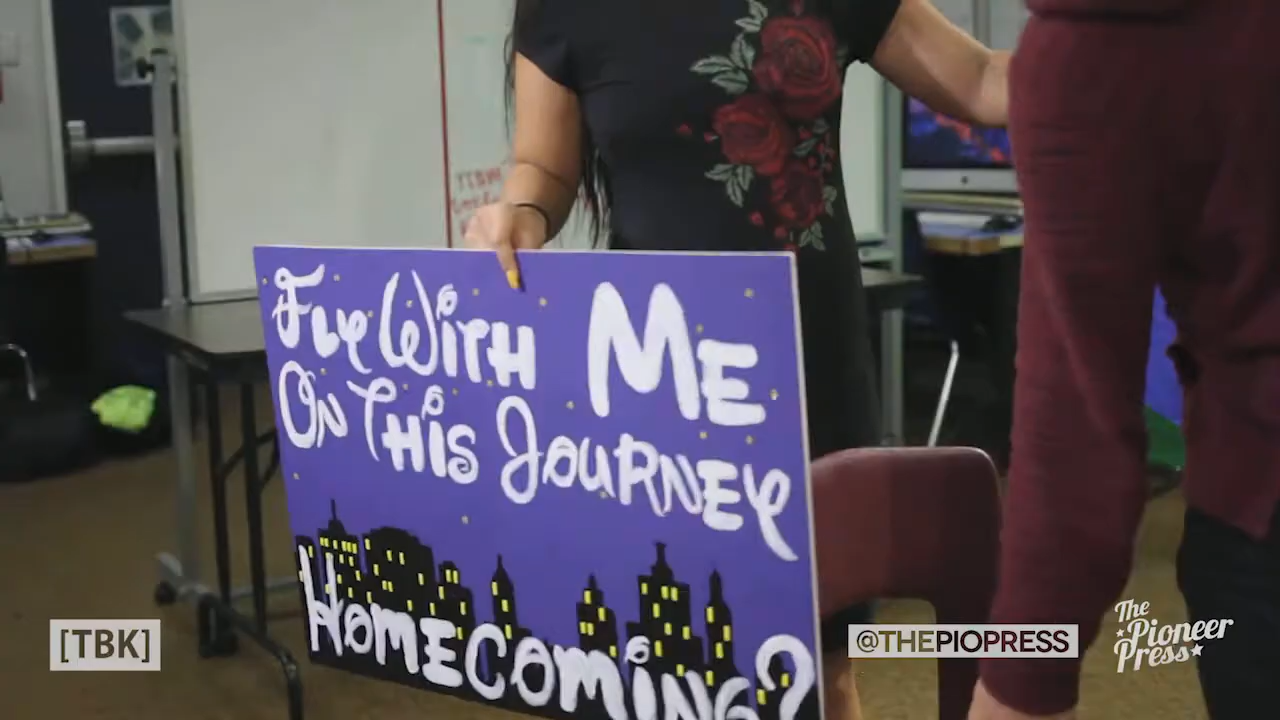 Fly With Me
On This Journey
Homecoming?
[TBK]
@THEPIOPRESS
The
Pioneer
Press